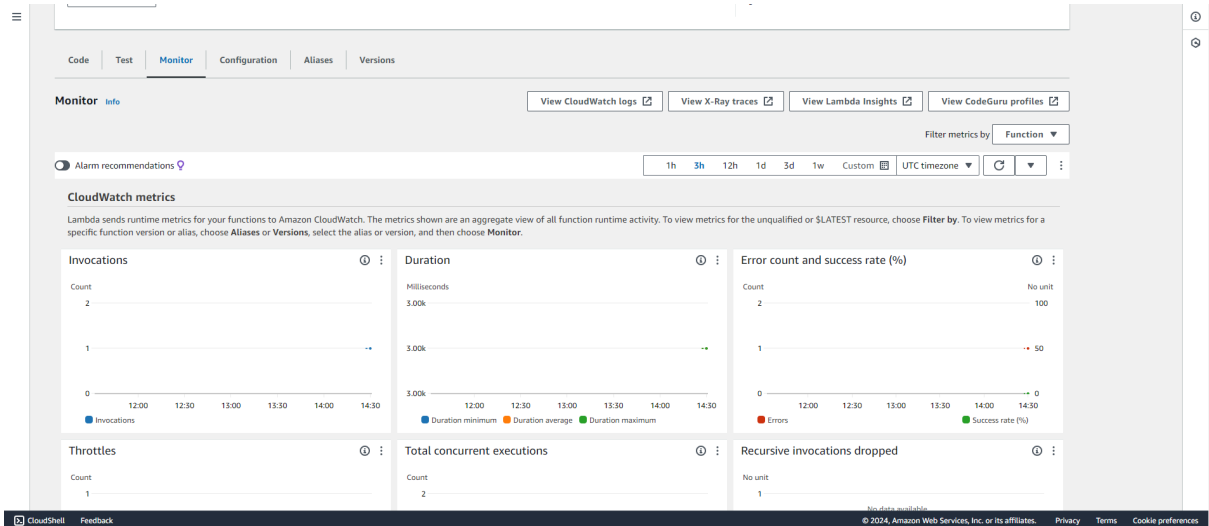 Code Test Monitor Configuration Aliases Versions
Monitor Info
View CloudWatch logs View X-Ray traces View Lambda Insights View CodeGuru profiles
Filter metrics by Function
Alarm recommendations 1h 3h 12h 1d 3d 1w Custom UTC timezone
CloudWatch metrics
Lambda sends runtime metrics for your functions to Amazon CloudWatch. The metrics shown are an aggregate view of all function runtime activity. To view metrics for the unqualified or $LATEST resource, choose Filter by. To view metrics for a
specific function version or alias, choose Aliases or Versions, select the alias or version, and then choose Monitor.
Invocations
Count
2
1
0
12:00 12:30 13:00 13:30 14:00 14:30
Invocations
Duration
Milliseconds
3.00k
3.00k
3.00k
12:00 12:30 13:00 13:30 14:00 14:30
Duration minimum Duration average Duration maximum
Error count and success rate (%)
Count No unit
2 100
1 50
0 0
12:00 12:30 13:00 13:30 14:00 14:30
Errors Success rate (%)
Throttles
Count
1
Total concurrent executions
Count
2
Recursive invocations dropped
No unit
1
No data available
CloudShell Feedback © 2024, Amazon Web Services, Inc. or its affiliates. Privacy Terms Cookie preferences